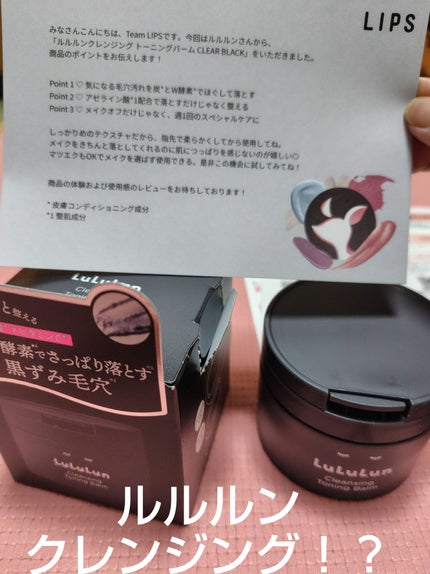 LIPS
みなさんこんにちは、Team LIPSです。今回はルルルンさんから、
「ルルルンクレンジング トーニングバーム CLEAR BLACK」をいただきました。
商品のポイントをお伝えします！
Point 1 ♡ 気になる毛穴汚れを炭*とW酵素*でほぐして落とす
Point 2 ♡ アゼライン酸*1配合で落とすだけじゃなく整える
Point 3 ♡ メイクオフだけじゃなく、週1回のスペシャルケアに
しっかりめのテクスチャだから、指先で柔らかくしてから使用してね。
メイクをきちんと落としてくれるのに肌につっぱりを感じないのが嬉しい◎
マツエクもOKでメイクを選ばず使用できる。是非この機会に試してみてね！
商品の体験および使用感のレビューをお待ちしております！
* 皮膚コンディショニング成分
*1 整肌成分
LuLuLun
Cleansing
と整える
酵素でさっぱり落とす
黒ずみ毛穴
LuLuLun
Cleansing
Toning Balm
LuLuLun
Cleansing
Toning Balm
ルルルン
クレンジング！？